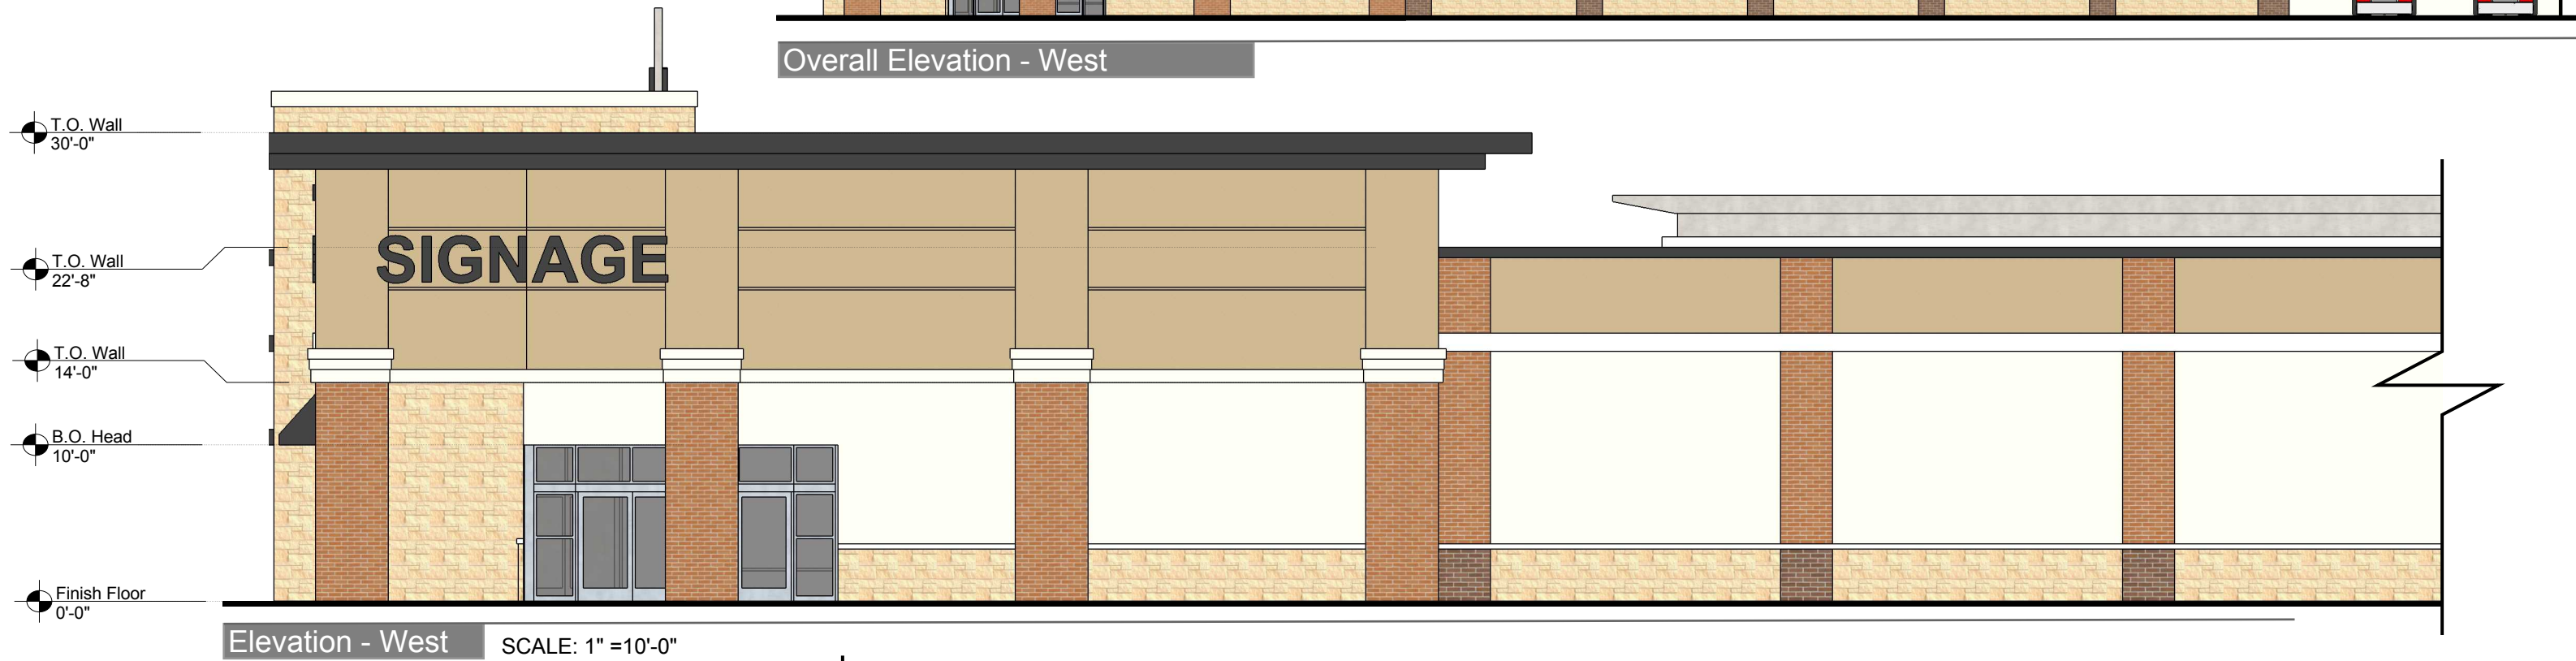 Overall Elevation - West
T.O. Wall
30'-0"
SIGNAGE
T.O. Wall
22'-8"
T.O. Wall
14'-0"
B.O. Head
10'-0"
Finish Floor
0'-0"
Elevation - West
SCALE: 1" =10'-0"